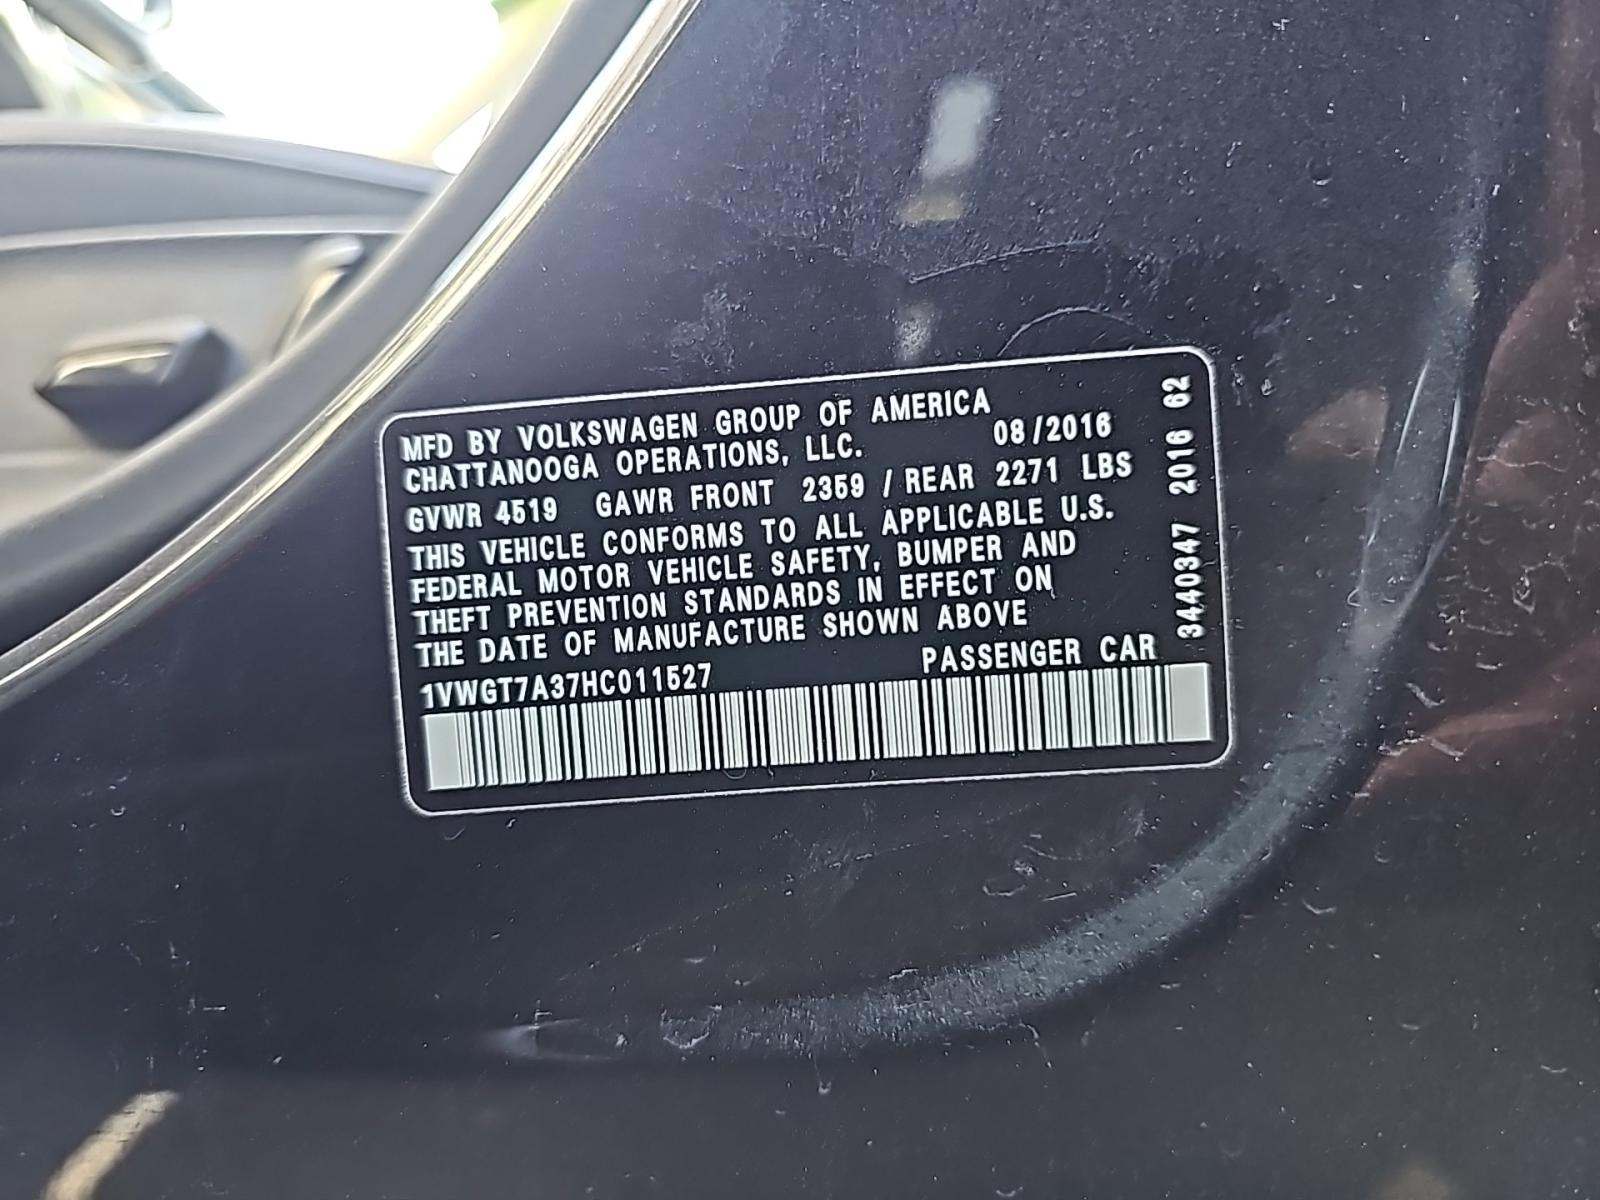 MFD BY VOLKSWAGEN GROUP OF AMERICA
CHATTANOOGA OPERATIONS, LLC. 08/2016
GVWR 4519 GAWR FRONT 2359 / REAR 2271 LBS
THIS VEHICLE CONFORMS TO ALL APPLICABLE U.S.
FEDERAL MOTOR VEHICLE SAFETY, BUMPER AND
THEFT PREVENTION STANDARDS IN EFFECT ON
THE DATE OF MANUFACTURE SHOWN ABOVE
1VWGT7A37HC011527 PASSENGER CAR
3440347 2016 62